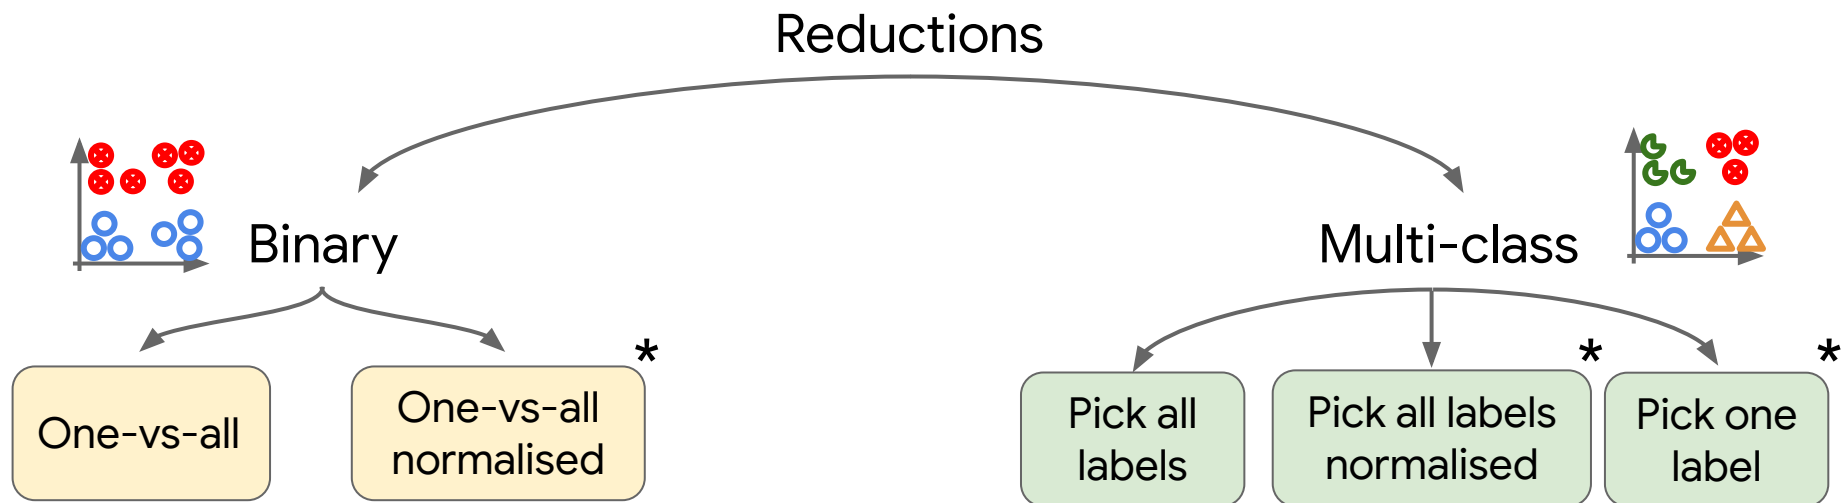 Reductions
Binary
Multi-class
*
*
*
One-vs-all
One-vs-all
normalised
Pick all
labels
Pick all labels
normalised
Pick one
label